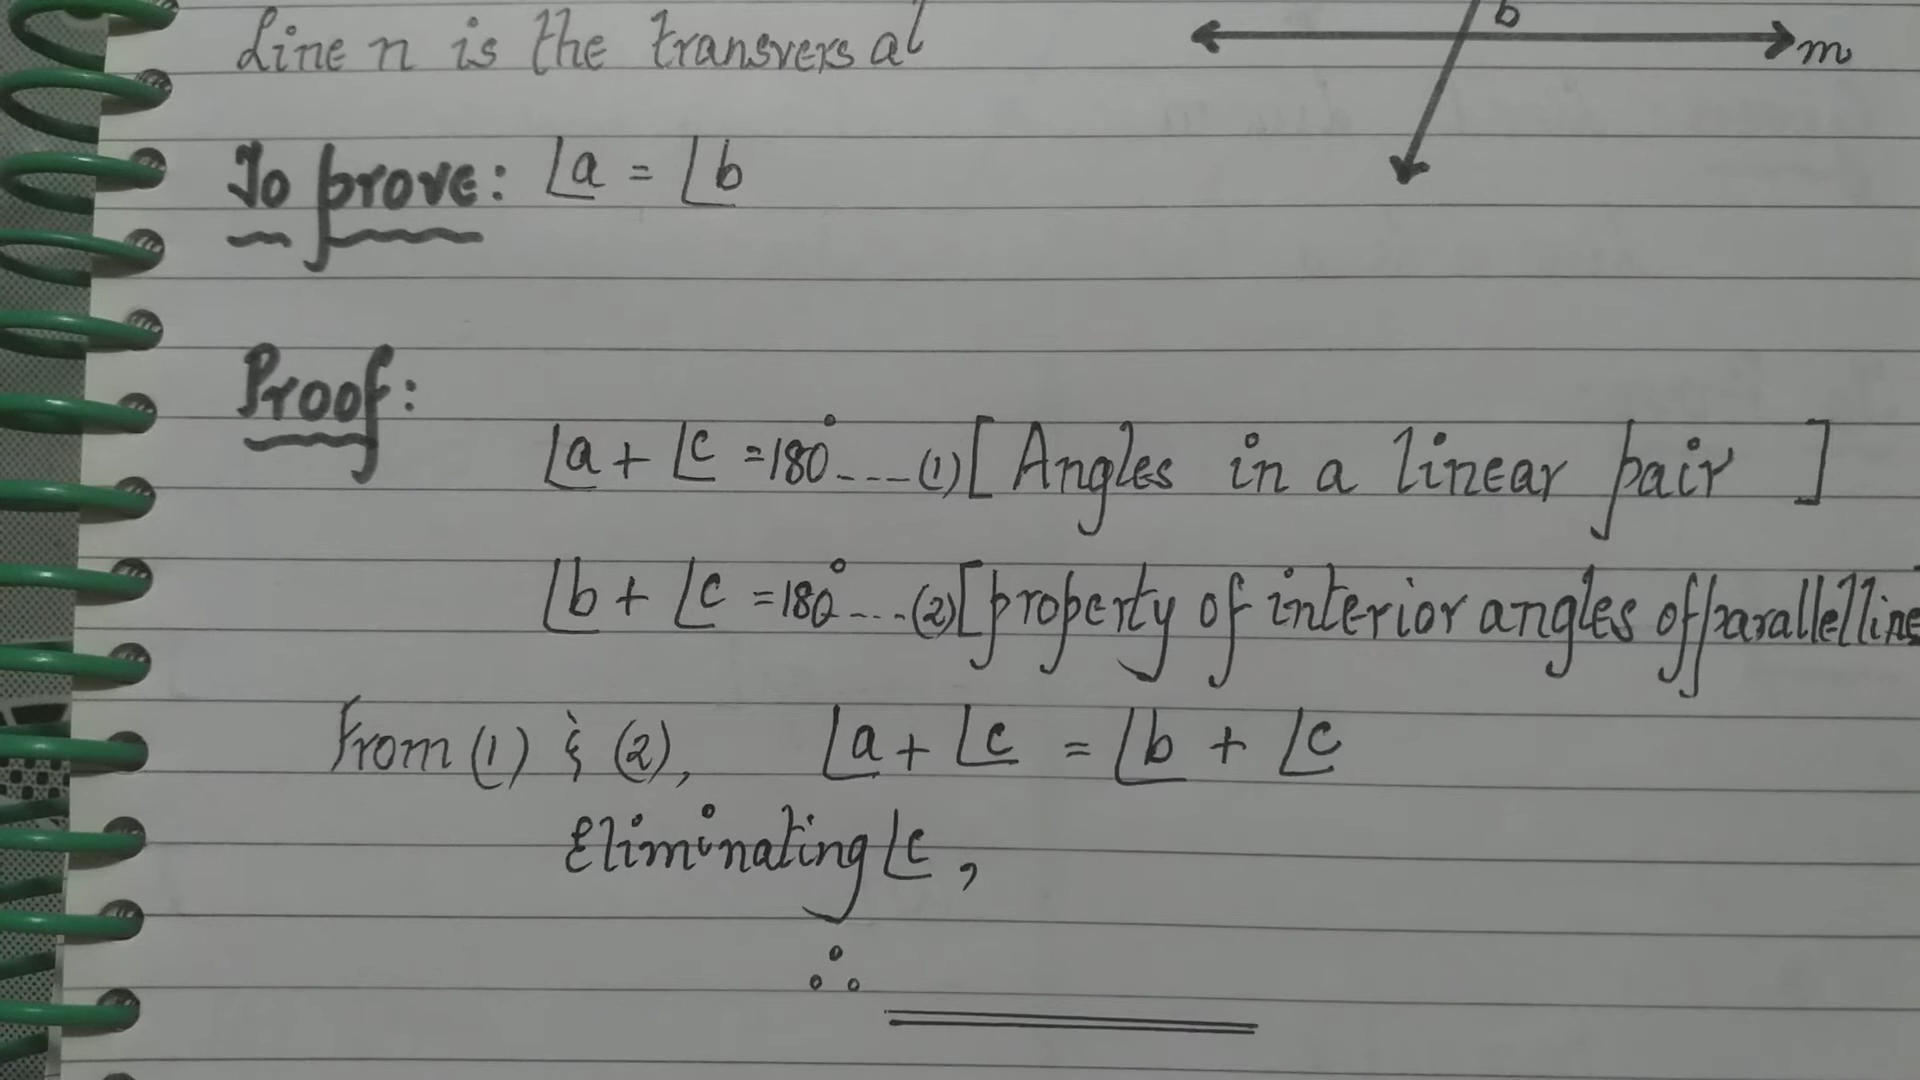 Line n is the transversal
b
m
To prove: ∠a = ∠b
Proof:
∠a + ∠c = 180° ---- (1) [ Angles in a linear pair ]
∠b + ∠c = 180° .... (2) [property of interior angles of parallel line
From (1) & (2), ∠a + ∠c = ∠b + ∠c
Eliminating ∠c ,
∴